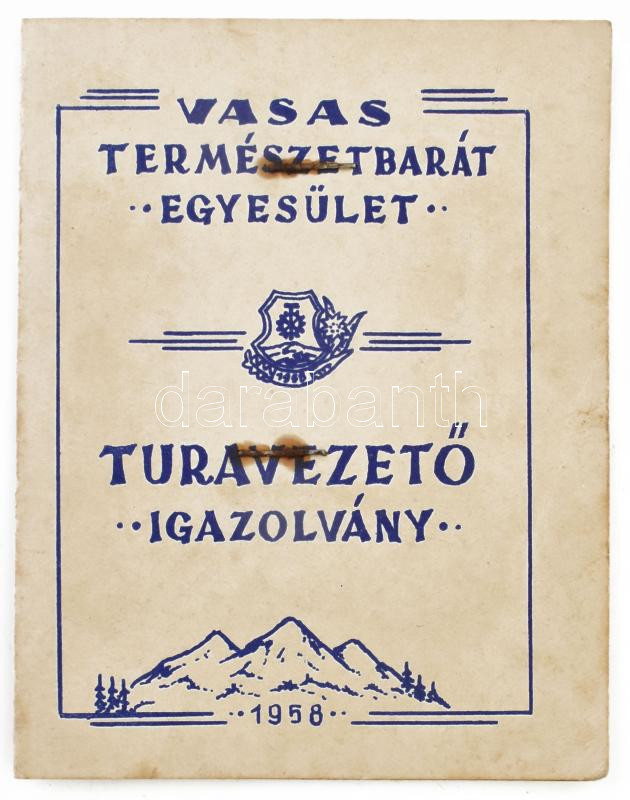 VASAS
TERMÉSZETBARÁT
··EGYESÜLET··
darabanth
TURAVEZETŐ
··IGAZOLVÁNY··
··1958··